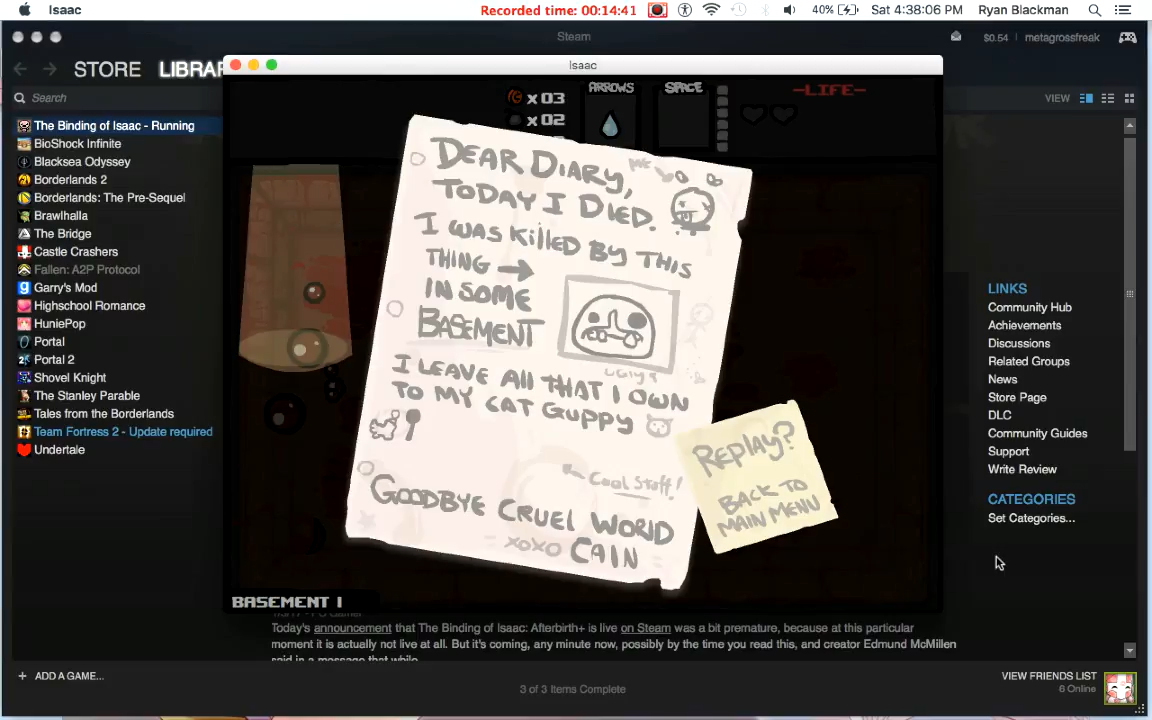 Isaac
Recorded time: 00:14:41
40%
Sat 4:38:06 PM
Ryan Blackman
Steam
$0.54
metagrossfreak
STORE
LIBRAR
Search
VIEW
The Binding of Isaac - Running
BioShock Infinite
Blacksea Odyssey
Borderlands 2
Borderlands: The Pre-Sequel
Brawlhalla
The Bridge
Castle Crashers
Fallen: A2P Protocol
Garry's Mod
Highschool Romance
HuniePop
Portal
Portal 2
Shovel Knight
The Stanley Parable
Tales from the Borderlands
Team Fortress 2 - Update required
Undertale
Isaac
x03
x02
ARROWS
SPACE
-LIFE-
DEAR DIARY,
ME
TODAY I DIED.
I WAS KILLED BY THIS
THING
IN SOME
BASEMENT
UGLY
I LEAVE ALL THAT I OWN
TO MY CAT GUPPY
COOL STUFF!
GOODBYE CRUEL WORLD
XOXO CAIN
REPLAY?
BACK TO
MAIN MENU
BASEMENT I
LINKS
Community Hub
Achievements
Discussions
Related Groups
News
Store Page
DLC
Community Guides
Support
Write Review
CATEGORIES
Set Categories...
Today's announcement that The Binding of Isaac: Afterbirth+ is live on Steam was a bit premature, because at this particular
moment it is actually not live at all. But it's coming, any minute now, possibly by the time you read this, and creator Edmund McMillen
said in a message that while
+ ADD A GAME...
3 of 3 Items Complete
VIEW FRIENDS LIST
6 Online